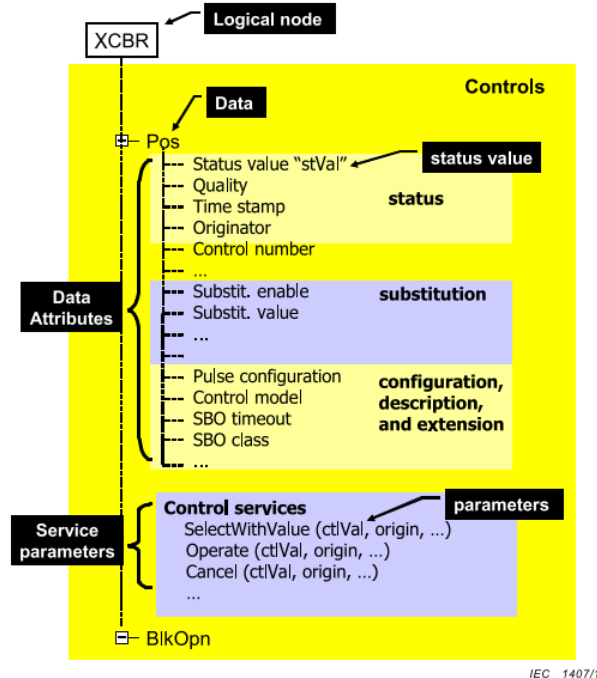 Logical node
XCBR
Controls
Data
Pos
Status value “stVal”
status value
Quality
Time stamp
status
Originator
Control number
...
Data
Attributes
Substit. enable
substitution
Substit. value
...
Pulse configuration
configuration,
Control model
description,
SBO timeout
and extension
SBO class
...
Service
parameters
Control services
parameters
SelectWithValue (ctlVal, origin, ...)
Operate (ctlVal, origin, ...)
Cancel (ctlVal, origin, ...)
...
BlkOpn
IEC 1407/1